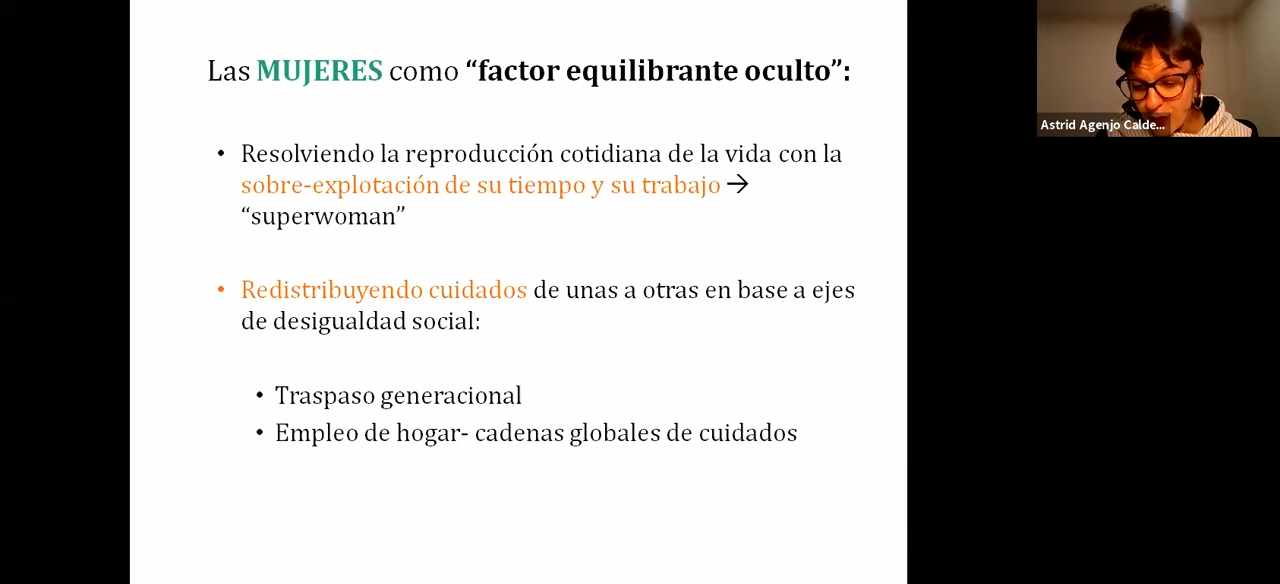 Las MUJERES como “factor equilibrante oculto”:
• Resolviendo la reproducción cotidiana de la vida con la
sobre-explotación de su tiempo y su trabajo →
“superwoman”
• Redistribuyendo cuidados de unas a otras en base a ejes
de desigualdad social:
• Traspaso generacional
• Empleo de hogar- cadenas globales de cuidados
Astrid Agenjo Calde...